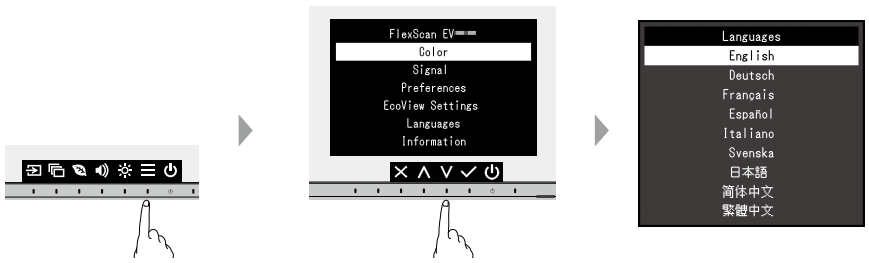 FlexScan EV
Color
Signal
Preferences
EcoView Settings
Languages
Information
Languages
English
Deutsch
Français
Español
Italiano
Svenska
日本語
简体中文
繁體中文